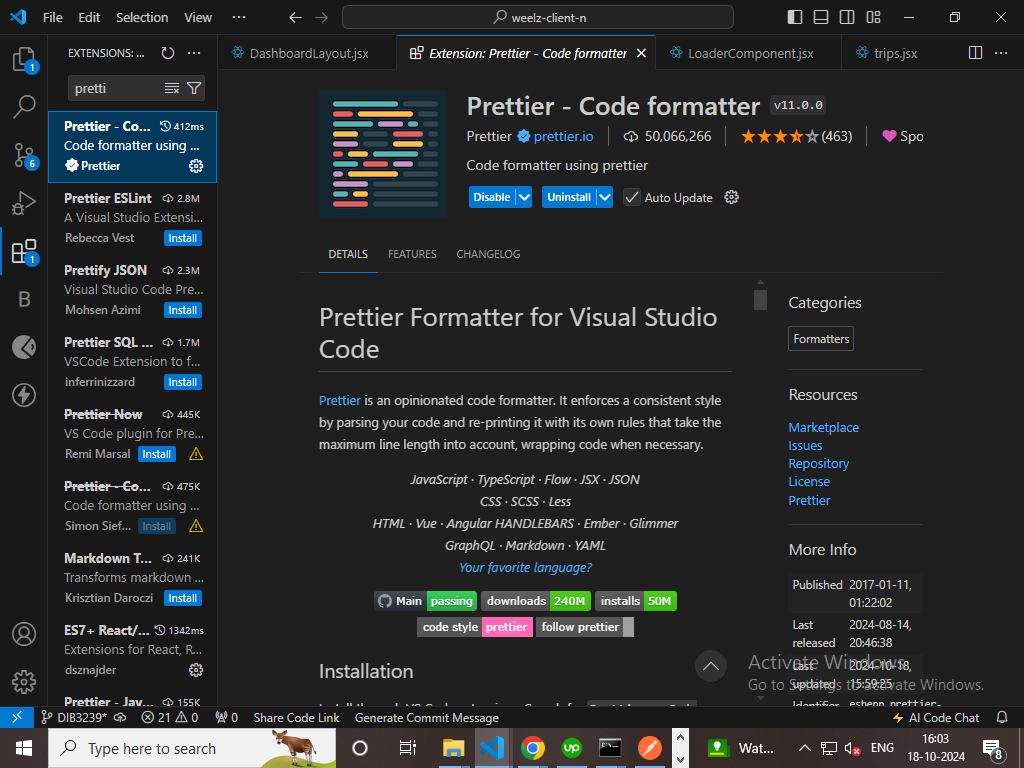 File Edit Selection View ··· weelz-client-n
EXTENSIONS: ... ···
DashboardLayout.jsx
Extension: Prettier - Code formatter
LoaderComponent.jsx
trips.jsx
···
1
6
1
B
pretti
Prettier - Co... 412ms
Code formatter using ...
Prettier
Prettier ESLint 2.8M
A Visual Studio Extensi...
Rebecca Vest Install
Prettify JSON 2.3M
Visual Studio Code Pre...
Mohsen Azimi Install
Prettier SQL ... 1.7M
VSCode Extension to f...
inferrinizzard Install
Prettier Now 445K
VS Code plugin for Pre...
Remi Marsal Install
Prettier - Co... 475K
Code formatter using ...
Simon Sief... Install
Markdown T... 241K
Transforms markdown ...
Krisztian Daroczi Install
ES7+ React/... 1342ms
Extensions for React, R...
dsznajder
Prettier - Jav... 155K
Prettier - Code formatter v11.0.0
Prettier prettier.io 50,066,266 (463) Spo
Code formatter using prettier
Disable Uninstall Auto Update
DETAILS FEATURES CHANGELOG
Prettier Formatter for Visual Studio
Code
Prettier is an opinionated code formatter. It enforces a consistent style
by parsing your code and re-printing it with its own rules that take the
maximum line length into account, wrapping code when necessary.
JavaScript · TypeScript · Flow · JSX · JSON
CSS · SCSS · Less
HTML · Vue · Angular HANDLEBARS · Ember · Glimmer
GraphQL · Markdown · YAML
Your favorite language?
Main passing downloads 240M installs 50M
code style prettier follow prettier
Installation
Categories
Formatters
Resources
Marketplace
Issues
Repository
License
Prettier
More Info
Published 2017-01-11,
01:22:02
Last 2024-08-14,
released 20:46:38
Last 2024-10-18,
updated 15:59:25
Identifier esbenp.prettier-
Activate Windows
Go to Settings to activate Windows.
DIB3239* 21 0 0 Share Code Link Generate Commit Message AI Code Chat
Type here to search
up
Wat...
ENG
16:03
18-10-2024
8